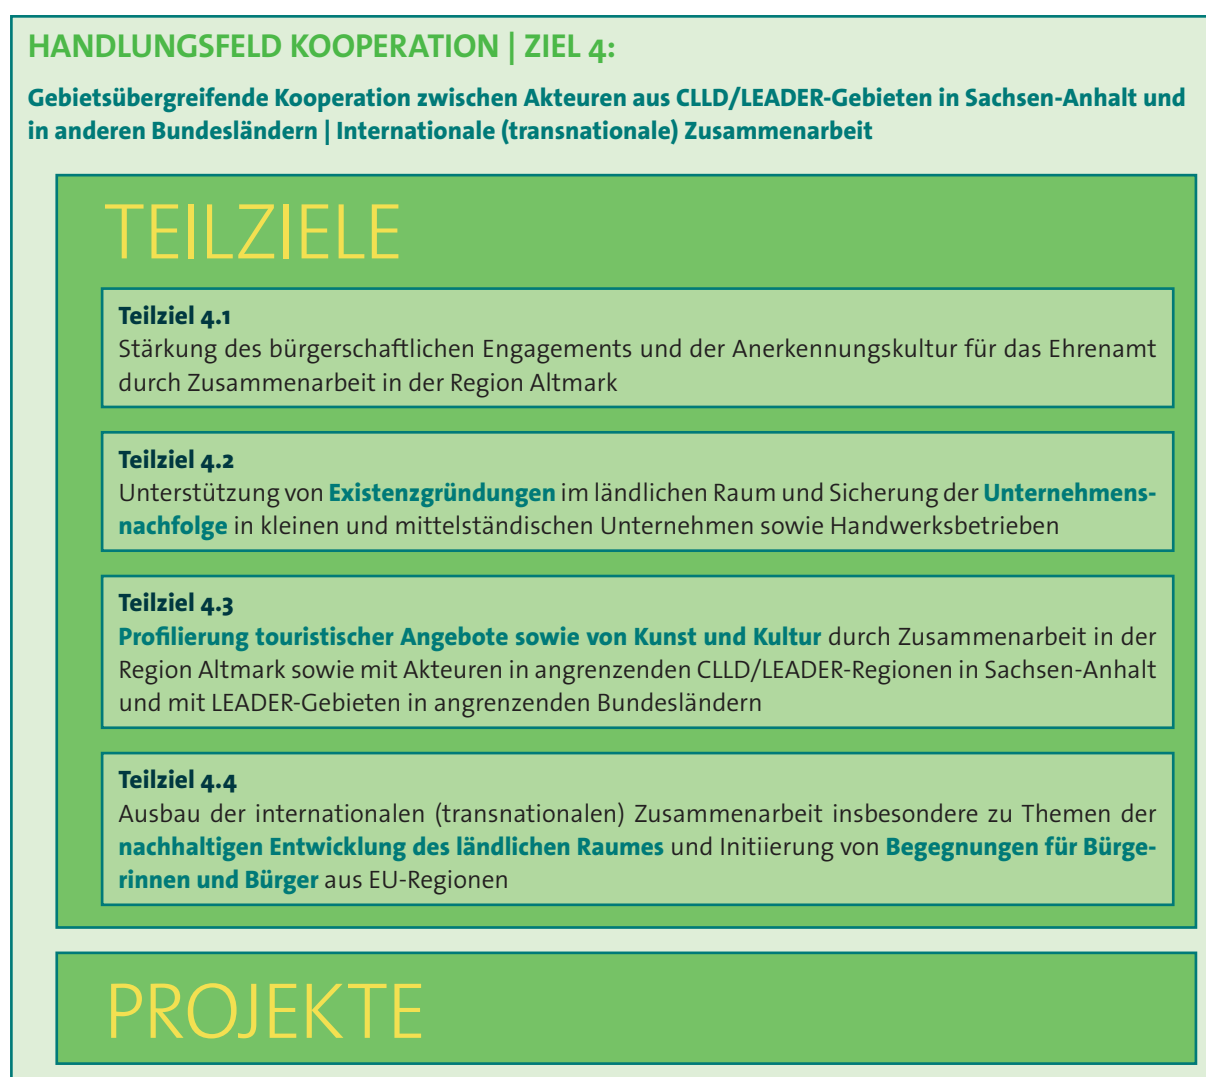 HANDLUNGSFELD KOOPERATION | ZIEL 4:
Gebietsübergreifende Kooperation zwischen Akteuren aus CLLD/LEADER-Gebieten in Sachsen-Anhalt und
in anderen Bundesländern | Internationale (transnationale) Zusammenarbeit
TEILZIELE
Teilziel 4.1
Stärkung des bürgerschaftlichen Engagements und der Anerkennungskultur für das Ehrenamt
durch Zusammenarbeit in der Region Altmark
Teilziel 4.2
Unterstützung von Existenzgründungen im ländlichen Raum und Sicherung der Unternehmens-
nachfolge in kleinen und mittelständischen Unternehmen sowie Handwerksbetrieben
Teilziel 4.3
Profilierung touristischer Angebote sowie von Kunst und Kultur durch Zusammenarbeit in der
Region Altmark sowie mit Akteuren in angrenzenden CLLD/LEADER-Regionen in Sachsen-Anhalt
und mit LEADER-Gebieten in angrenzenden Bundesländern
Teilziel 4.4
Ausbau der internationalen (transnationalen) Zusammenarbeit insbesondere zu Themen der
nachhaltigen Entwicklung des ländlichen Raumes und Initiierung von Begegnungen für Bürge-
rinnen und Bürger aus EU-Regionen
PROJEKTE